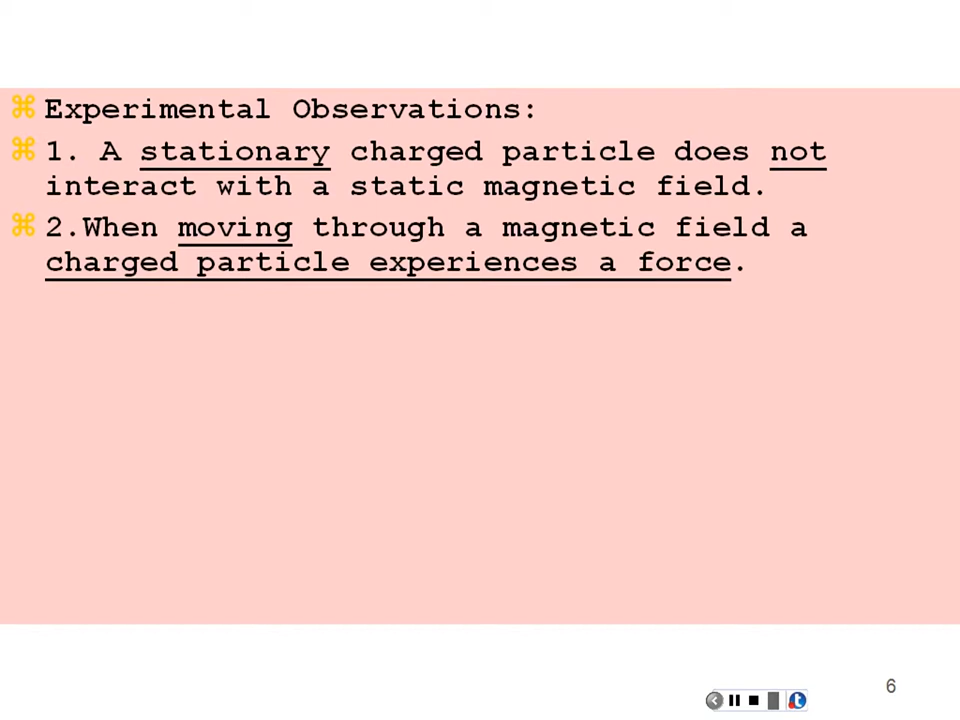 Experimental Observations:
1. A stationary charged particle does not
interact with a static magnetic field.
2.When moving through a magnetic field a
charged particle experiences a force.
6